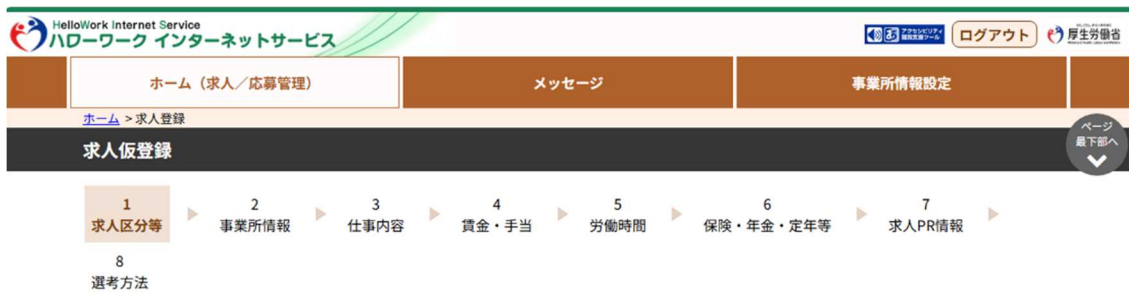 HelloWork Internet Service
ハローワーク インターネットサービス
アクセシビリティ
閲覧支援ツール
ログアウト
厚生労働省
ホーム（求人／応募管理）
メッセージ
事業所情報設定
ホーム >求人登録
ページ
最下部へ
求人仮登録
1
求人区分等
2
事業所情報
3
仕事内容
4
賃金・手当
5
労働時間
6
保険・年金・定年等
7
求人PR情報
8
選考方法